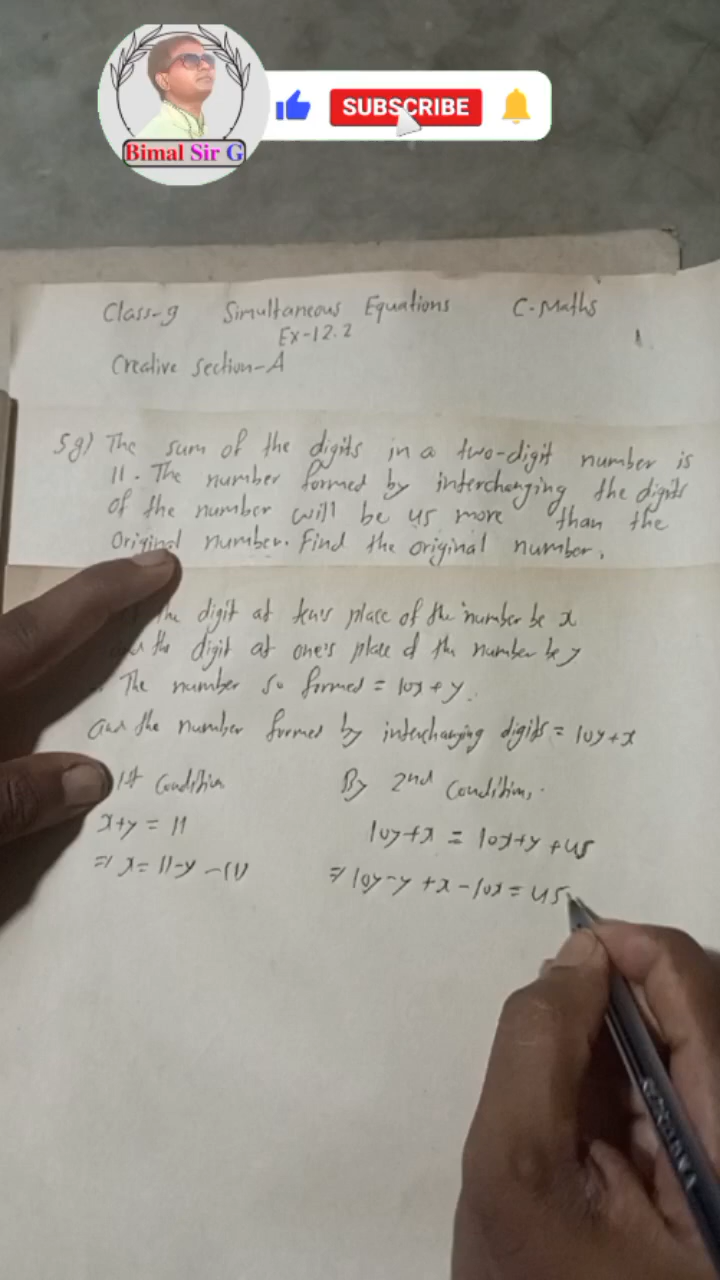 SUBSCRIBE
Bimal Sir G
Class-9 Simultaneous Equations C-Maths
Ex-12.2
Creative section-A
5g) The sum of the digits in a two-digit number is
11. The number formed by interchanging the digits
of the number will be 45 more than the
original number. Find the original number.
the digit at ten's place of the number be x
the digit at one's place of the number be y
The number so formed = 10x + y.
and the number formed by interchanging digits = 10y + x
1st Condition By 2nd Condition,
x+y = 11 10y+x = 10x+y +45
⇒ x = 11-y -(1) ⇒ 10y-y +x-10x = 45